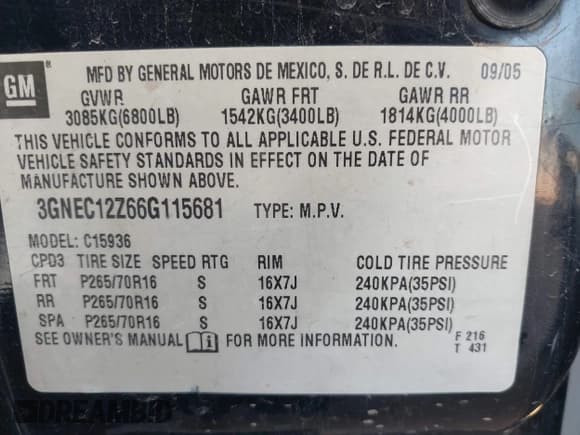 GM ®
MFD BY GENERAL MOTORS DE MEXICO, S. DE R.L. DE C.V. 09/05
GVWR GAWR FRT GAWR RR
3085KG(6800LB) 1542KG(3400LB) 1814KG(4000LB)
THIS VEHICLE CONFORMS TO ALL APPLICABLE U.S. FEDERAL MOTOR
VEHICLE SAFETY STANDARDS IN EFFECT ON THE DATE OF
MANUFACTURE SHOWN ABOVE.
3GNEC12Z66G115681 TYPE: M.P.V.
MODEL: C15936
CPD3 TIRE SIZE SPEED RTG RIM COLD TIRE PRESSURE
FRT P265/70R16 S 16X7J 240KPA(35PSI)
RR P265/70R16 S 16X7J 240KPA(35PSI)
SPA P265/70R16 S 16X7J 240KPA(35PSI)
SEE OWNER'S MANUAL FOR MORE INFORMATION. F 216
T 431
DREAMBID